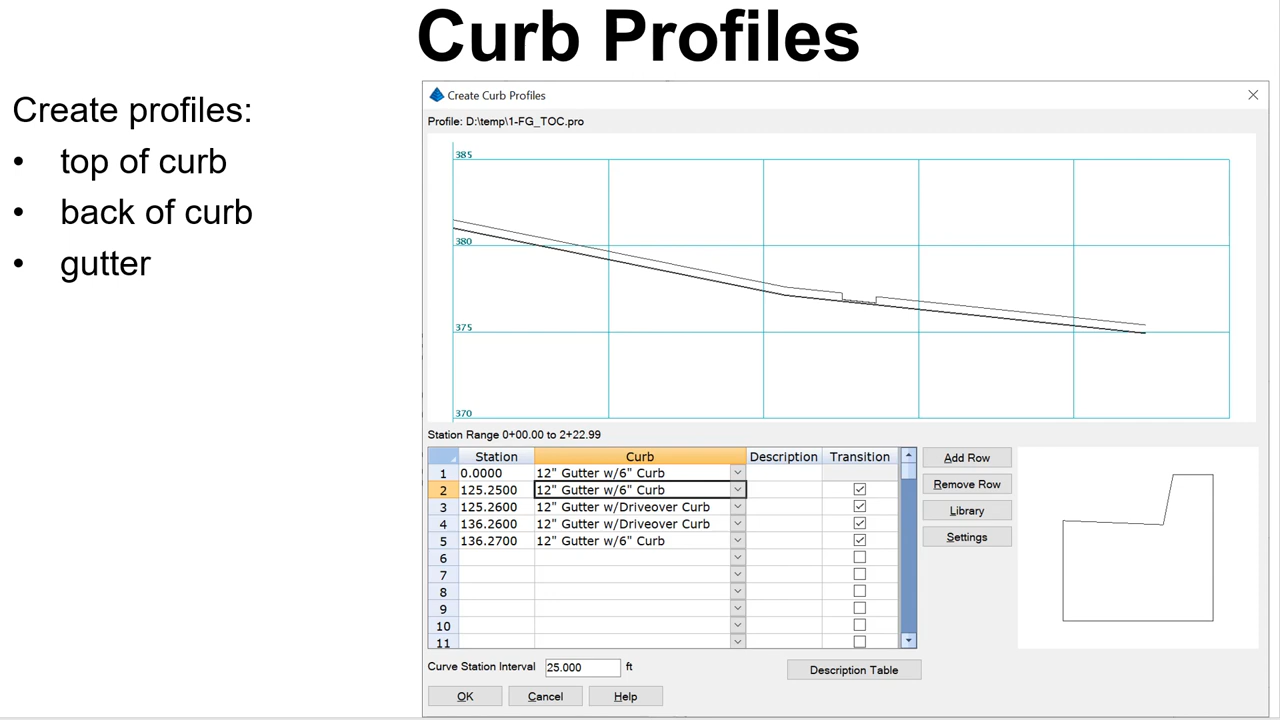 Curb Profiles
Create profiles:
• top of curb
• back of curb
• gutter
Create Curb Profiles
Profile: D:\temp\1-FG_TOC.pro
385
380
375
370
Station Range 0+00.00 to 2+22.99
Station Curb Description Transition
1 0.0000 12" Gutter w/6" Curb
2 125.2500 12" Gutter w/6" Curb
3 125.2600 12" Gutter w/Driveover Curb
4 136.2600 12" Gutter w/Driveover Curb
5 136.2700 12" Gutter w/6" Curb
6
7
8
9
10
11
Add Row
Remove Row
Library
Settings
Curve Station Interval 25.000 ft
Description Table
OK Cancel Help